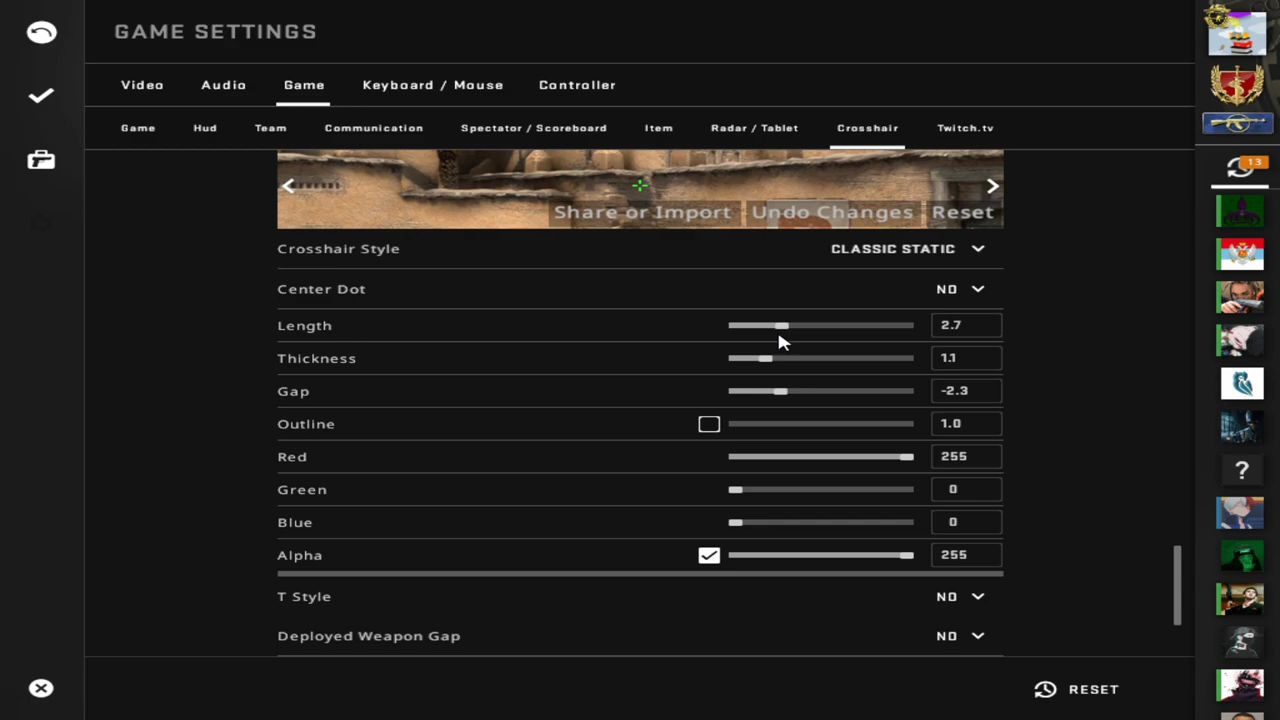 GAME SETTINGS
Video Audio Game Keyboard / Mouse Controller
Game Hud Team Communication Spectator / Scoreboard Item Radar / Tablet Crosshair Twitch.tv
13
Share or Import Undo Changes Reset
Crosshair Style CLASSIC STATIC
Center Dot NO
Length 2.7
Thickness 1.1
Gap -2.3
Outline 1.0
Red 255
Green 0
Blue 0
Alpha 255
T Style NO
Deployed Weapon Gap NO
RESET
?